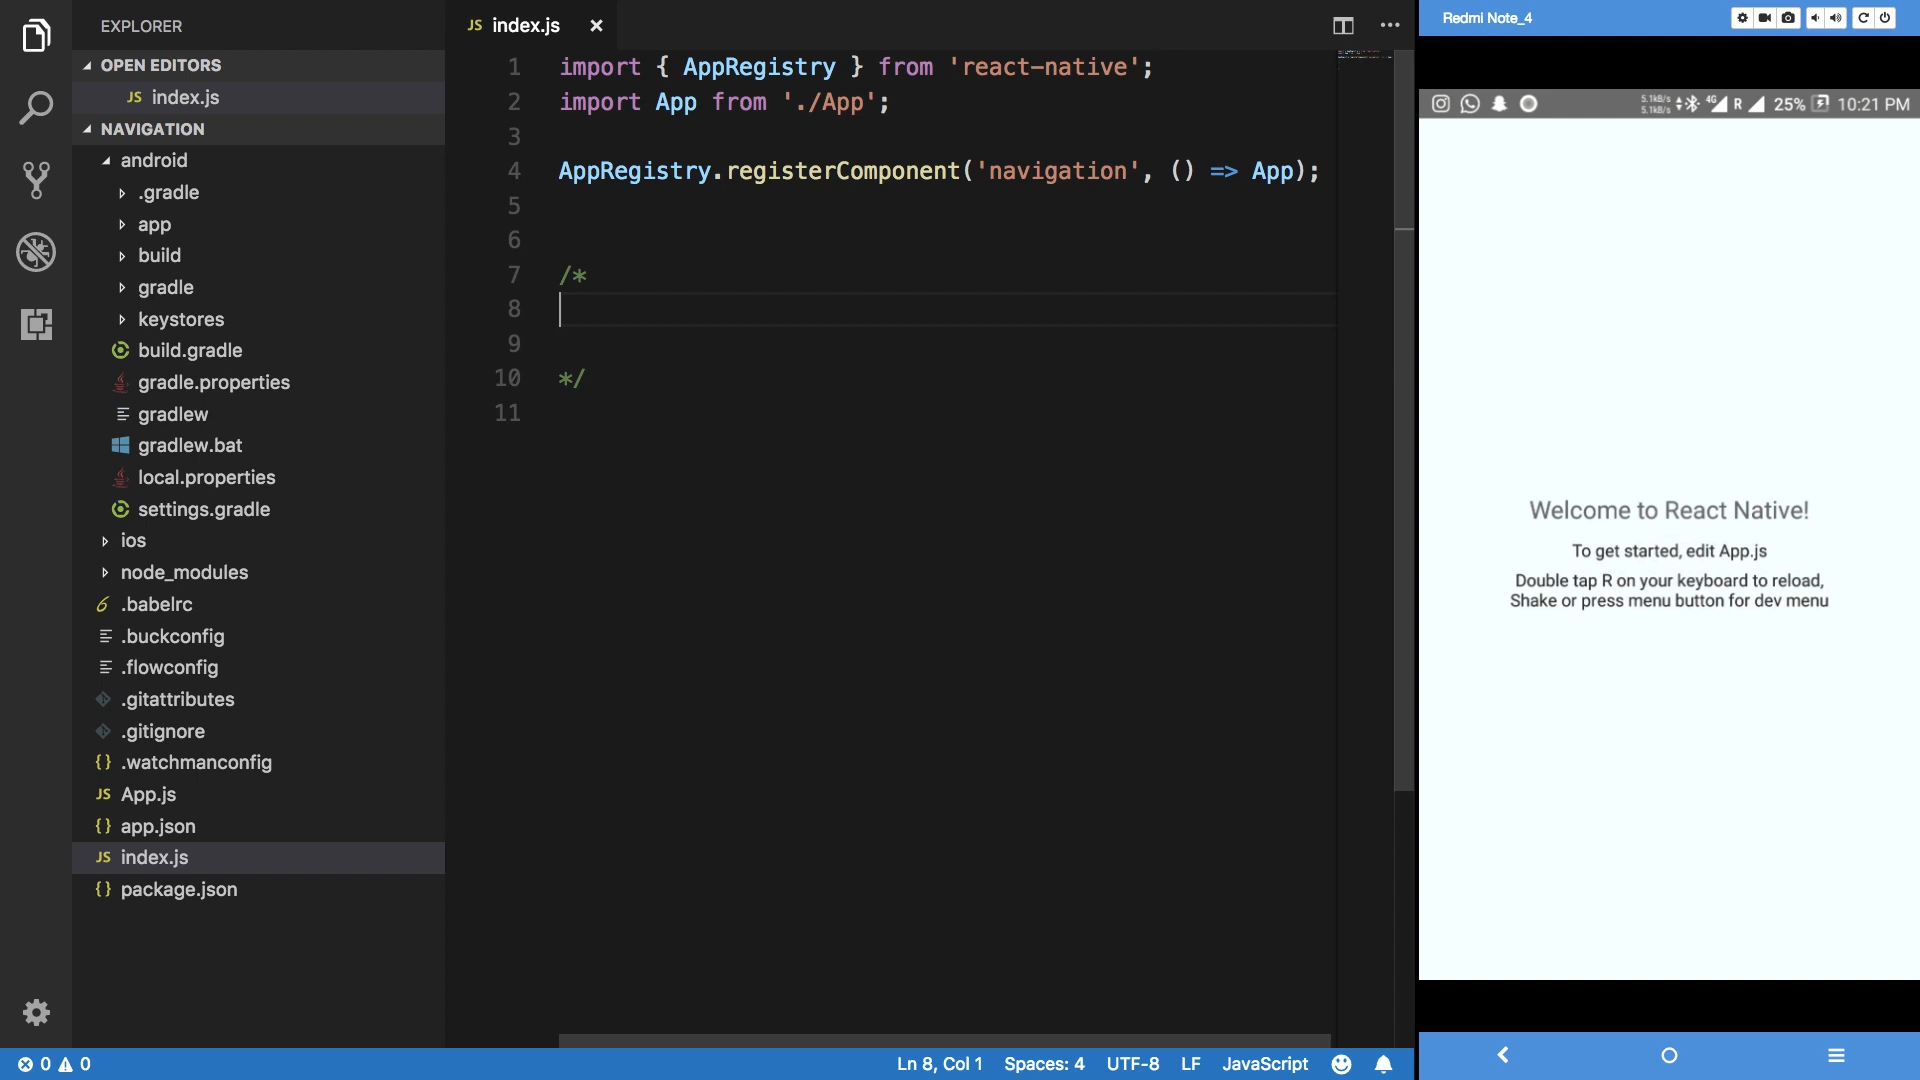 EXPLORER
OPEN EDITORS
JS index.js
NAVIGATION
android
.gradle
app
build
gradle
keystores
build.gradle
gradle.properties
gradlew
gradlew.bat
local.properties
settings.gradle
ios
node_modules
.babelrc
.buckconfig
.flowconfig
.gitattributes
.gitignore
{} .watchmanconfig
JS App.js
{} app.json
JS index.js
{} package.json
JS index.js
1 import { AppRegistry } from 'react-native';
2 import App from './App';
3
4 AppRegistry.registerComponent('navigation', () => App);
5
6
7 /*
8
9
10 */
11
0 0
Ln 8, Col 1 Spaces: 4 UTF-8 LF JavaScript
Redmi Note_4
5.1kB/s
5.1kB/s
4G R 25% 10:21 PM
Welcome to React Native!
To get started, edit App.js
Double tap R on your keyboard to reload,
Shake or press menu button for dev menu